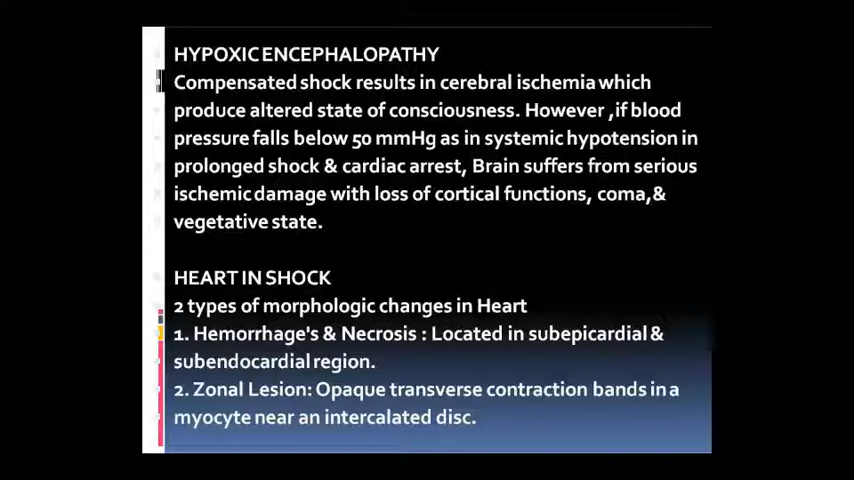 HYPOXIC ENCEPHALOPATHY
Compensated shock results in cerebral ischemia which
produce altered state of consciousness. However ,if blood
pressure falls below 50 mmHg as in systemic hypotension in
prolonged shock & cardiac arrest, Brain suffers from serious
ischemic damage with loss of cortical functions, coma,&
vegetative state.
HEART IN SHOCK
2 types of morphologic changes in Heart
1. Hemorrhage's & Necrosis : Located in subepicardial &
subendocardial region.
2. Zonal Lesion: Opaque transverse contraction bands in a
myocyte near an intercalated disc.